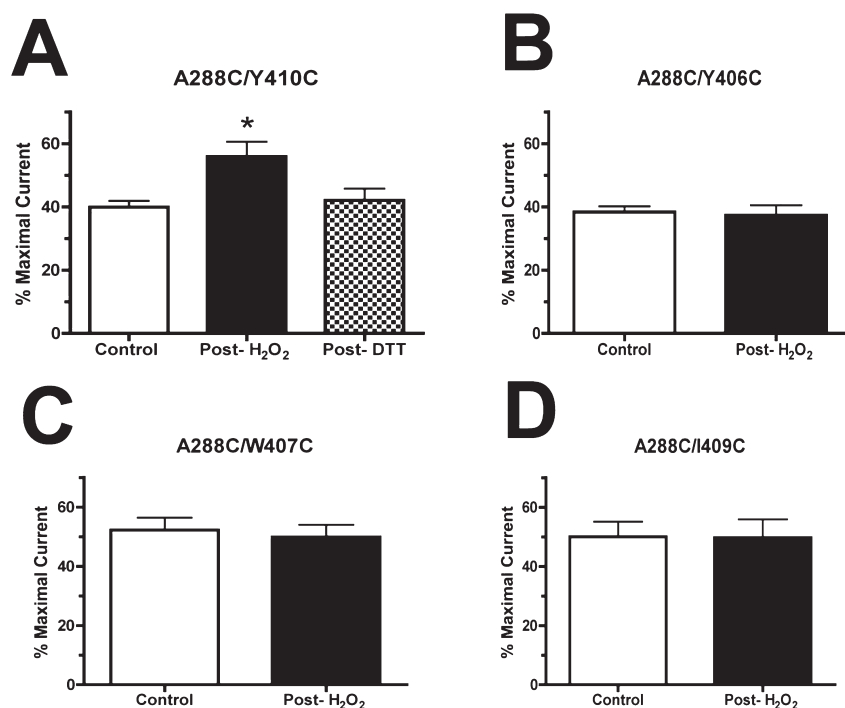 A
A288C/Y410C
% Maximal Current
60
40
20
0
*
Control Post- H₂O₂ Post- DTT
B
A288C/Y406C
% Maximal Current
60
40
20
0
Control Post- H₂O₂
C
A288C/W407C
% Maximal Current
60
40
20
0
Control Post- H₂O₂
D
A288C/I409C
% Maximal Current
60
40
20
0
Control Post- H₂O₂